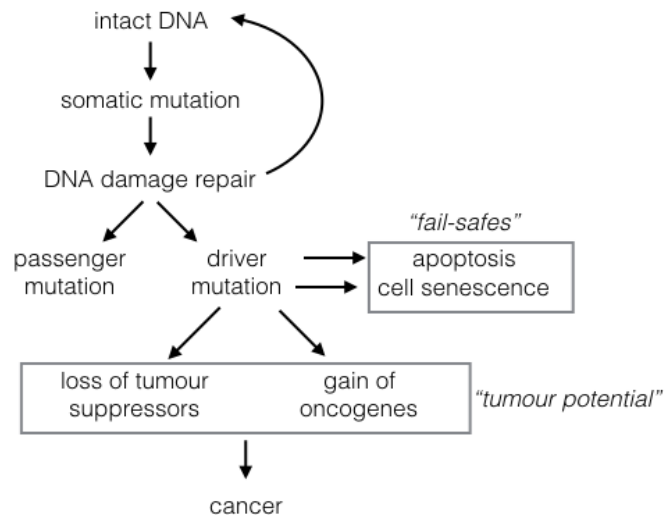 intact DNA
somatic mutation
DNA damage repair
"fail-safes"
passenger
mutation
driver
mutation
apoptosis
cell senescence
loss of tumour
suppressors
gain of
oncogenes
"tumour potential"
cancer